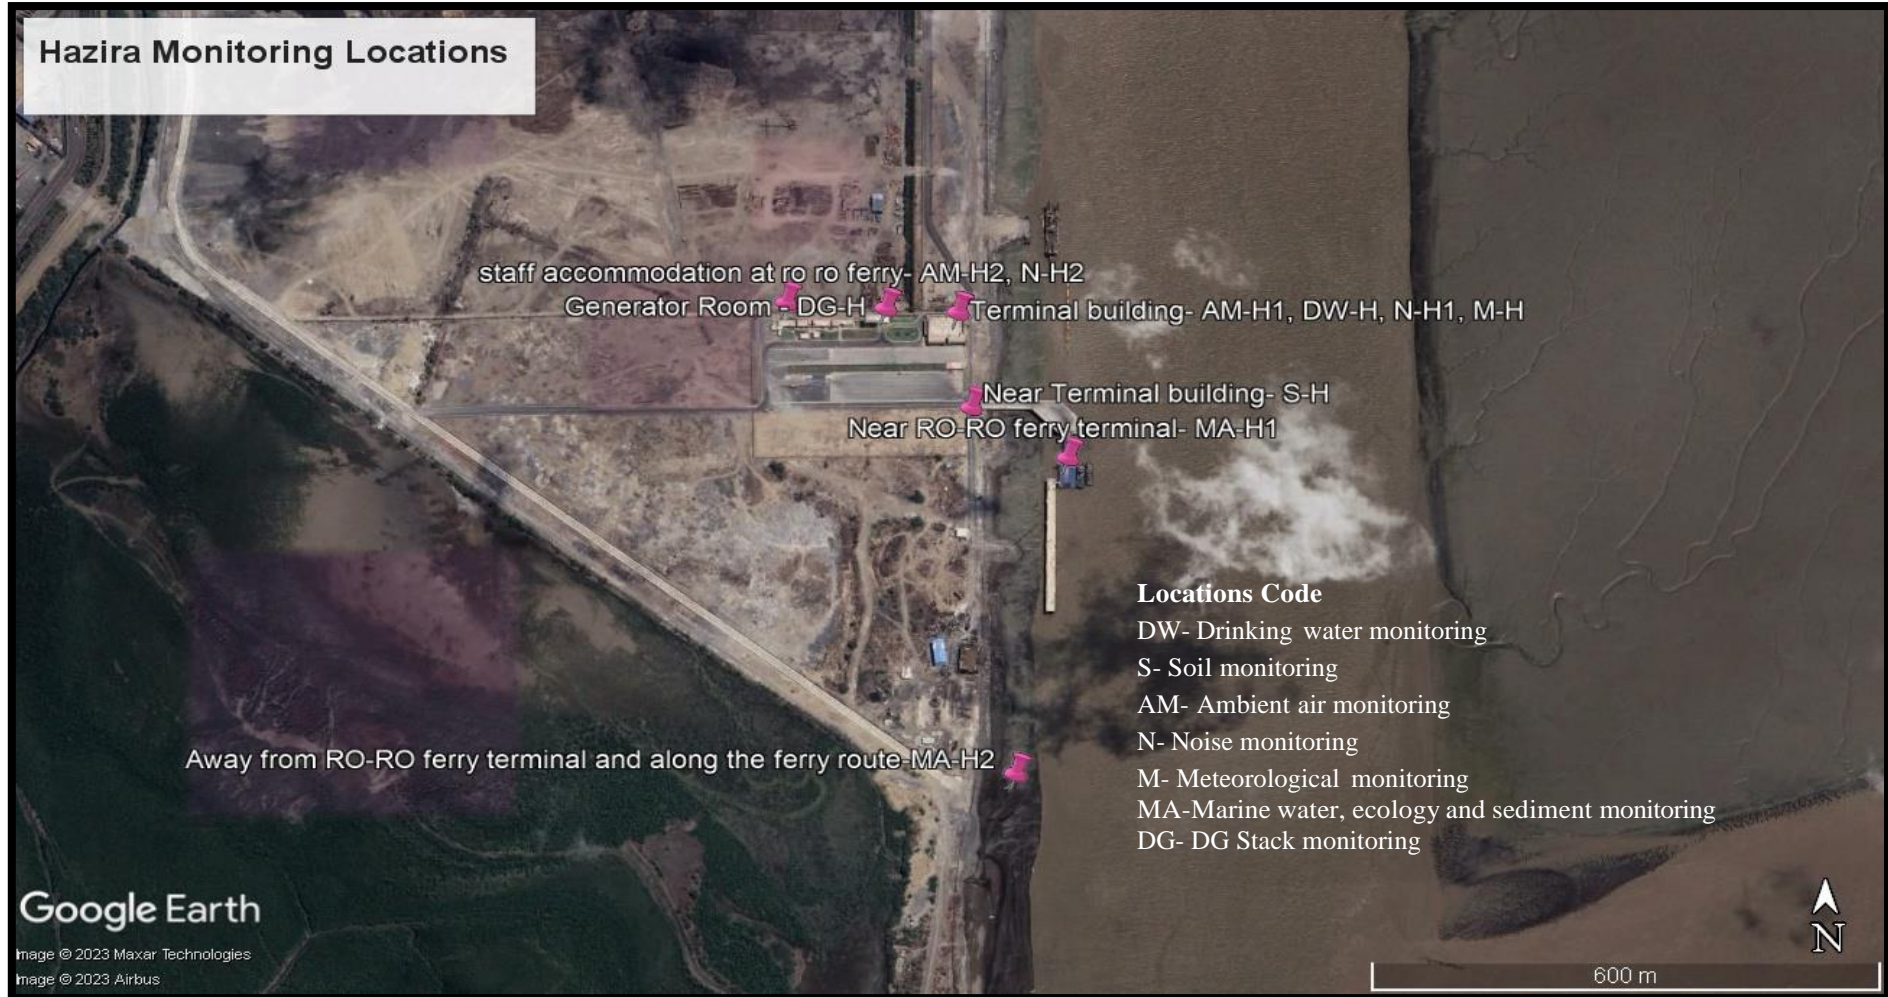 Hazira Monitoring Locations
staff accommodation at ro ro ferry- AM-H2, N-H2
Generator Room - DG-H
Terminal building- AM-H1, DW-H, N-H1, M-H
Near Terminal building- S-H
Near RO-RO ferry terminal- MA-H1
Locations Code
DW- Drinking water monitoring
S- Soil monitoring
AM- Ambient air monitoring
N- Noise monitoring
M- Meteorological monitoring
MA-Marine water, ecology and sediment monitoring
DG- DG Stack monitoring
Away from RO-RO ferry terminal and along the ferry route-MA-H2
Google Earth
Image © 2023 Maxar Technologies
Image © 2023 Airbus
N
600 m